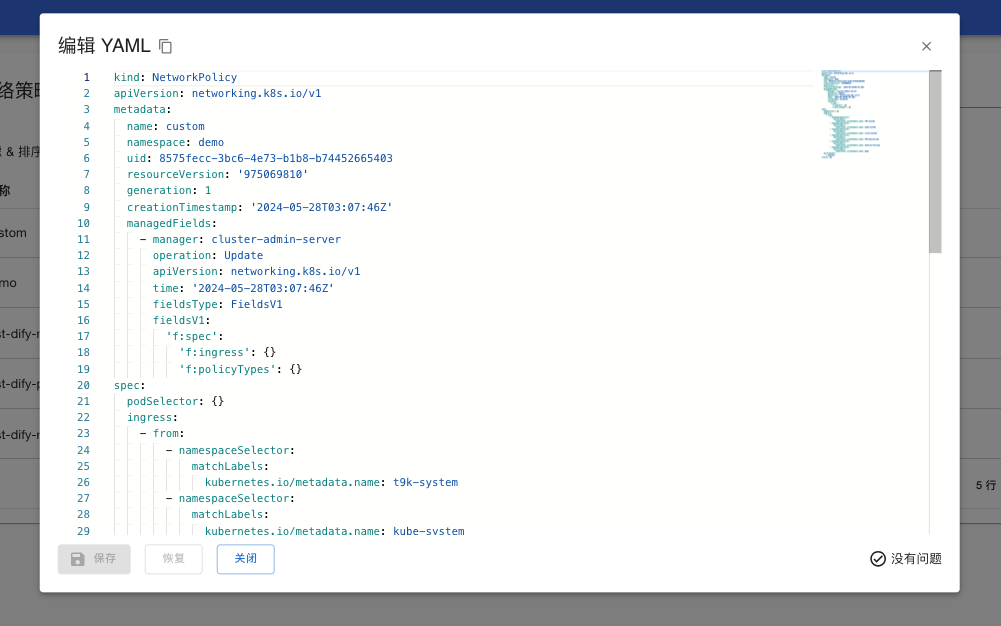 编辑 YAML
1 kind: NetworkPolicy
2 apiVersion: networking.k8s.io/v1
3 metadata:
4 name: custom
5 namespace: demo
6 uid: 8575fecc-3bc6-4e73-b1b8-b74452665403
7 resourceVersion: '975069810'
8 generation: 1
9 creationTimestamp: '2024-05-28T03:07:46Z'
10 managedFields:
11 - manager: cluster-admin-server
12 operation: Update
13 apiVersion: networking.k8s.io/v1
14 time: '2024-05-28T03:07:46Z'
15 fieldsType: FieldsV1
16 fieldsV1:
17 'f:spec':
18 'f:ingress': {}
19 'f:policyTypes': {}
20 spec:
21 podSelector: {}
22 ingress:
23 - from:
24 - namespaceSelector:
25 matchLabels:
26 kubernetes.io/metadata.name: t9k-system
27 - namespaceSelector:
28 matchLabels:
29 kubernetes.io/metadata.name: kube-system
保存 恢复 关闭 没有问题
络策
& 排序
称
stom
mo
st-dify-
st-dify-
st-dify-
5 行